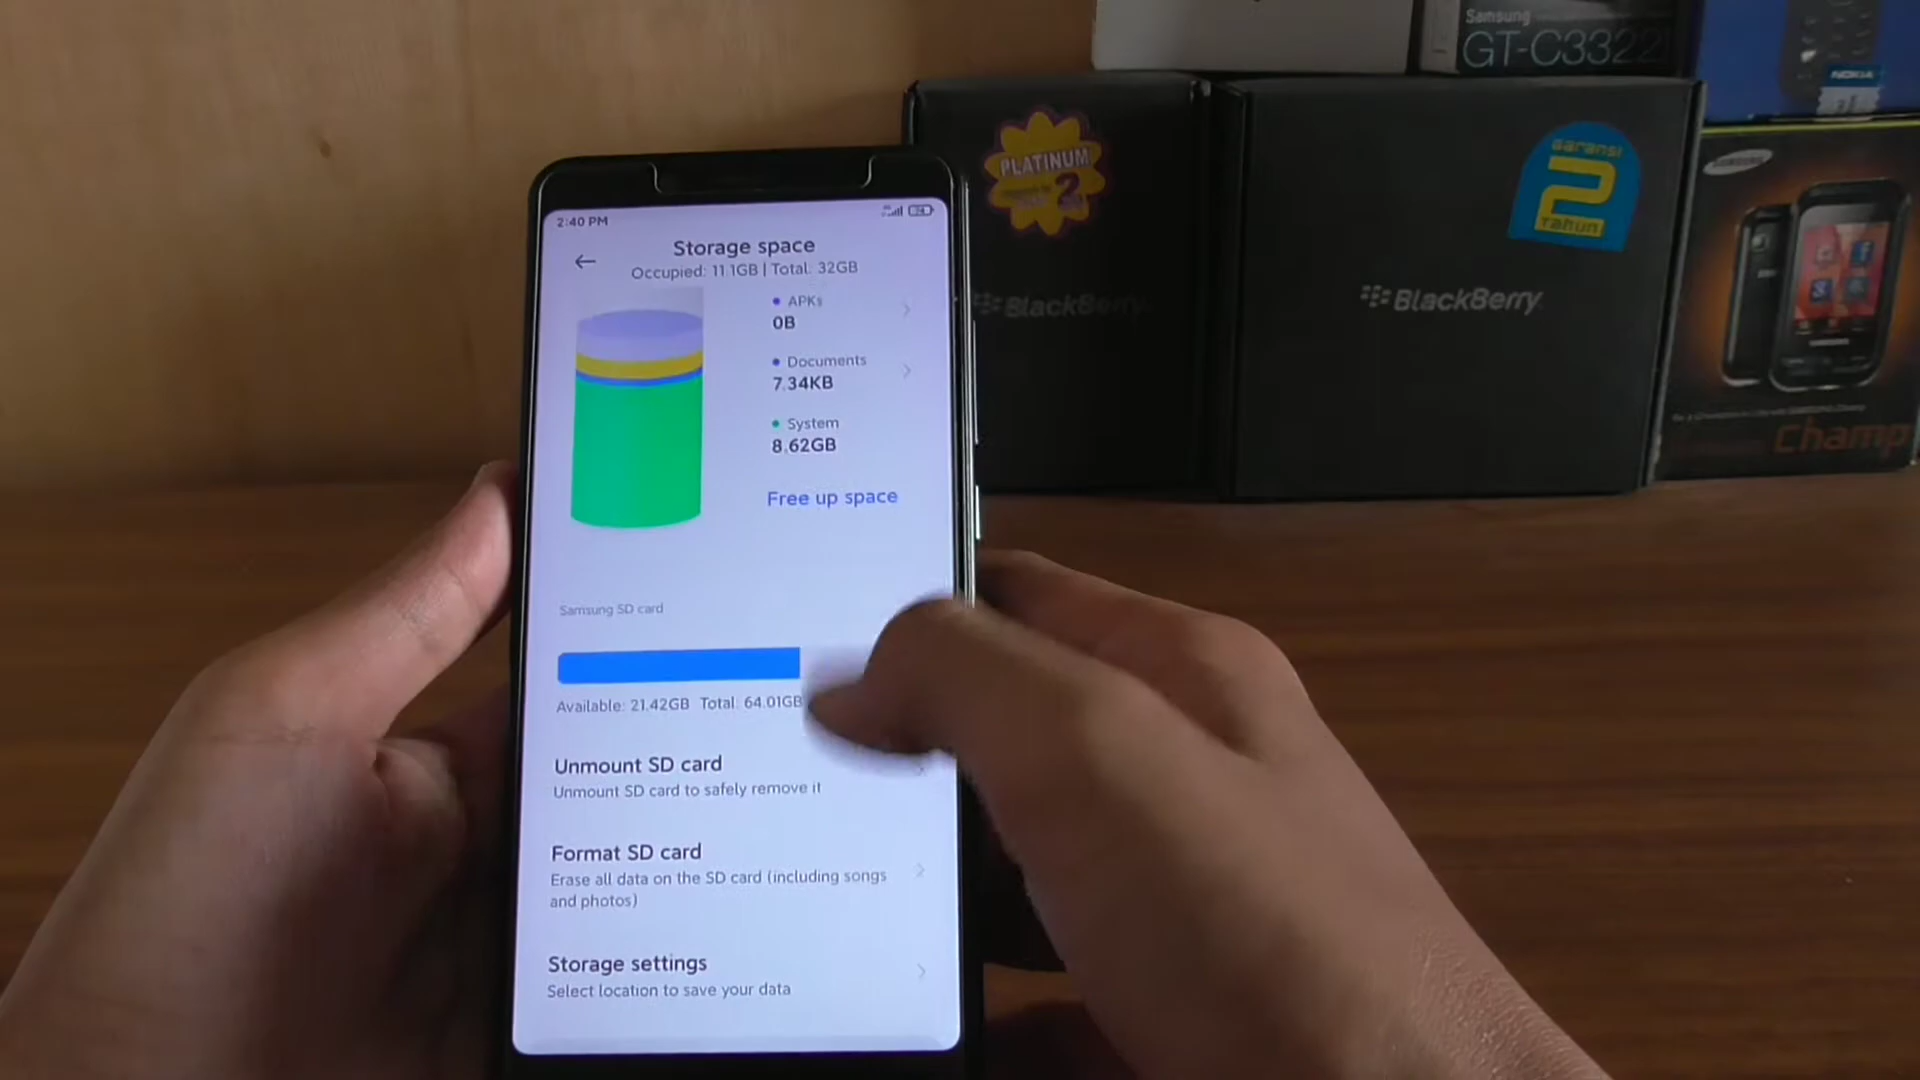 Samsung
GT-C3322
NOKIA
PLATINUM
2
Garansi
2
Tahun
SAMSUNG
BlackBerry
BlackBerry
Champ
2:40 PM
Storage space
Occupied: 11.1GB | Total: 32GB
APKs
0B
Documents
7.34KB
System
8.62GB
Free up space
Samsung SD card
Available: 21.42GB Total: 64.01GB
Unmount SD card
Unmount SD card to safely remove it
Format SD card
Erase all data on the SD card (including songs
and photos)
Storage settings
Select location to save your data